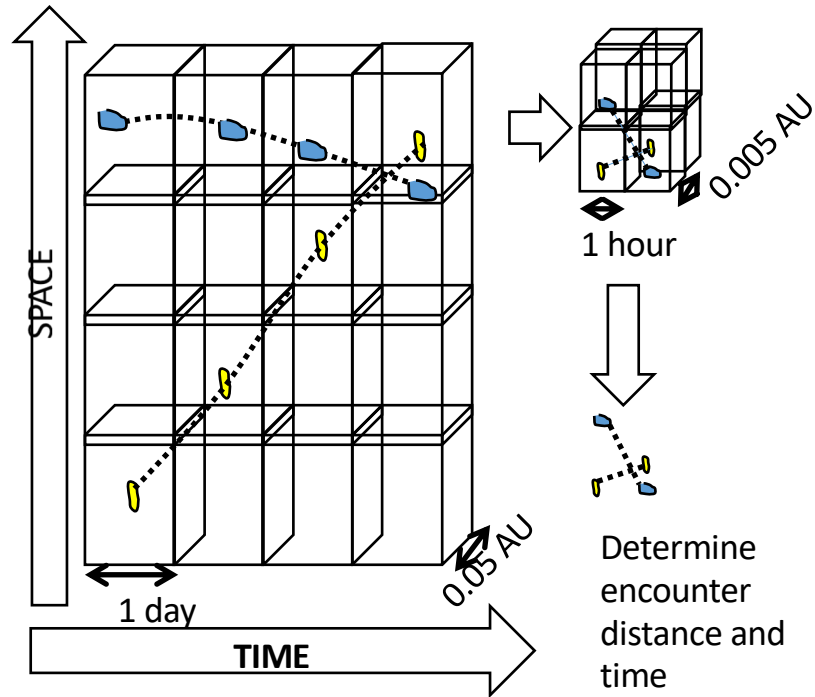 SPACE
1 day
TIME
0.05 AU
1 hour
0.005 AU
Determine
encounter
distance and
time